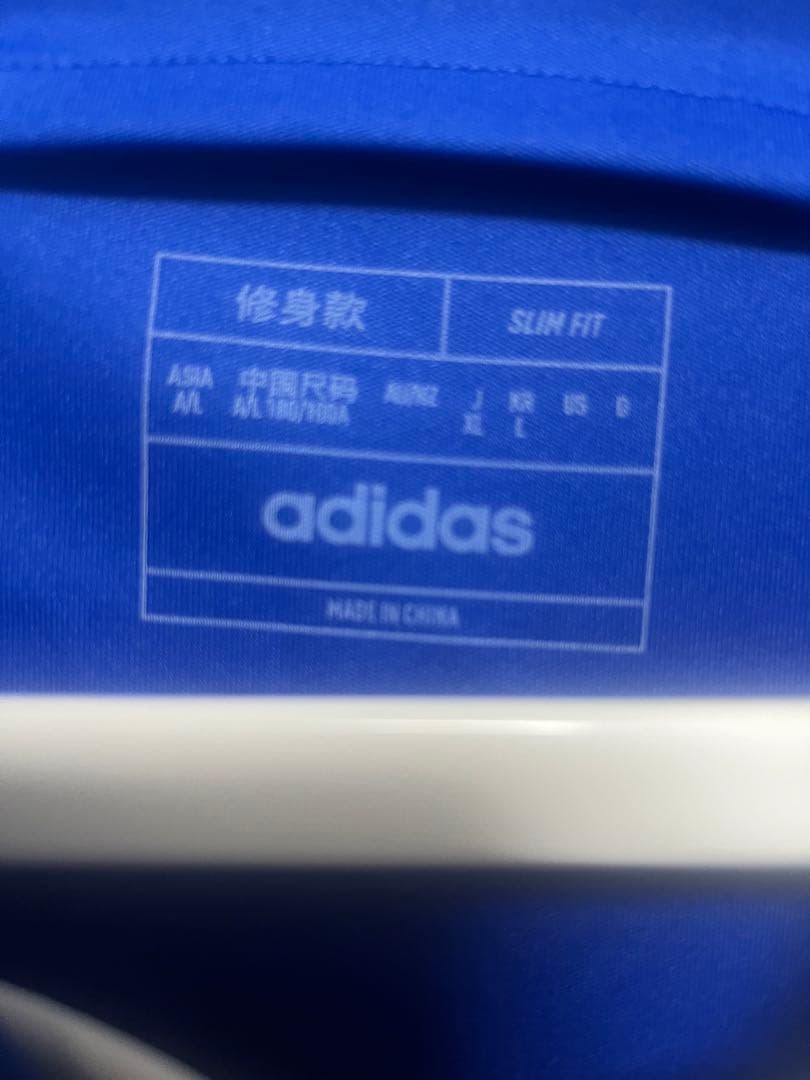 修身款 SLIM FIT
ASIA 中国尺码 AU/NZ J KR US D
A/L A/L 180/100A XL L
adidas
MADE IN CHINA